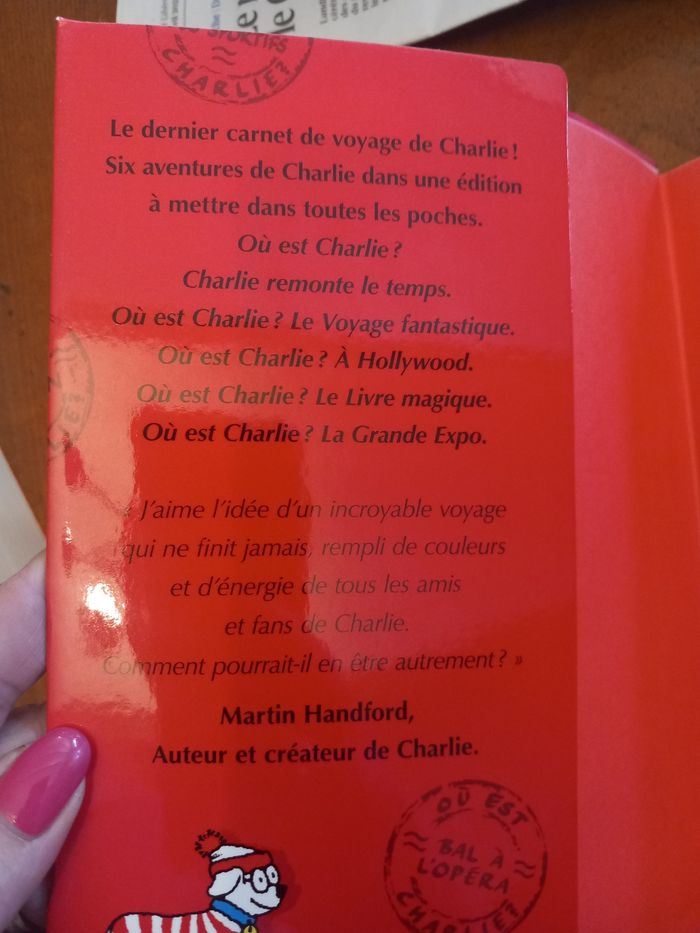 SPORTIFS
CHARLIE?
Le dernier carnet de voyage de Charlie !
Six aventures de Charlie dans une édition
à mettre dans toutes les poches.
Où est Charlie ?
Charlie remonte le temps.
Où est Charlie ? Le Voyage fantastique.
Où est Charlie ? À Hollywood.
Où est Charlie ? Le Livre magique.
Où est Charlie ? La Grande Expo.
« J'aime l'idée d'un incroyable voyage
qui ne finit jamais, rempli de couleurs
et d'énergie de tous les amis
et fans de Charlie.
Comment pourrait-il en être autrement ? »
Martin Handford,
Auteur et créateur de Charlie.
OÙ EST
BAL À
L'OPÉRA
CHARLIE?